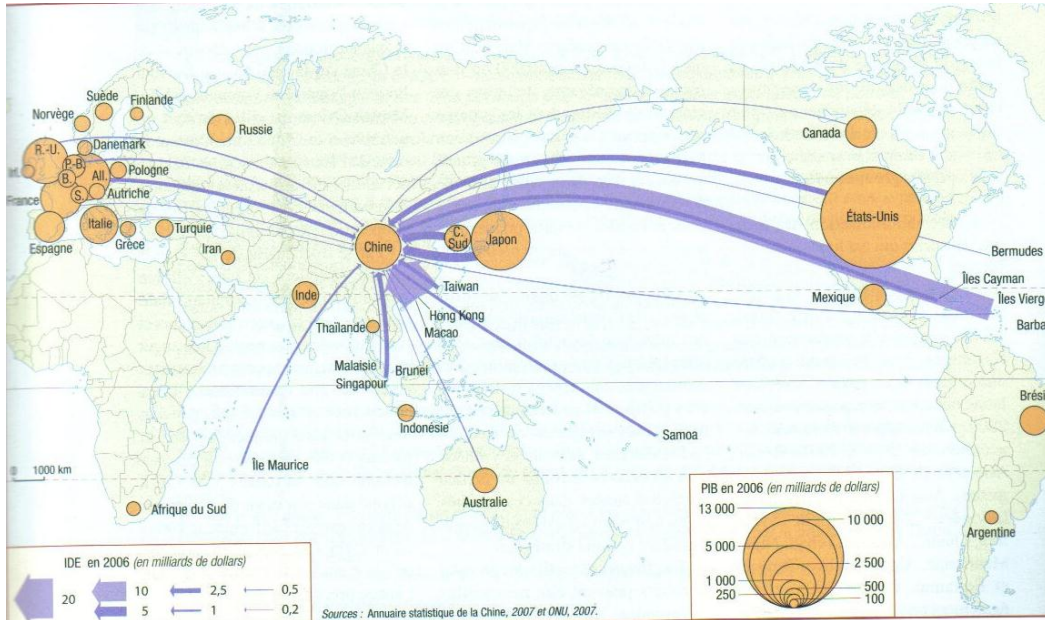 Suède
Finlande
Norvège
Russie
Danemark
R.-U.
P.-B.
Irl.
B.
All.
Pologne
S.
Autriche
France
Italie
Espagne
Grèce
Turquie
Iran
Chine
C.
Sud
Japon
Canada
États-Unis
Bermudes
Îles Cayman
Îles Vierg
Mexique
Barba
Taiwan
Inde
Hong Kong
Macao
Thaïlande
Malaisie
Brunei
Singapour
Indonésie
Brési
Samoa
0 1000 km
Île Maurice
Australie
Afrique du Sud
Argentine
PIB en 2006 (en milliards de dollars)
13 000
10 000
5 000
2 500
1 000
500
250
100
IDE en 2006 (en milliards de dollars)
20
10
2,5
0,5
5
1
0,2
Sources : Annuaire statistique de la Chine, 2007 et ONU, 2007.